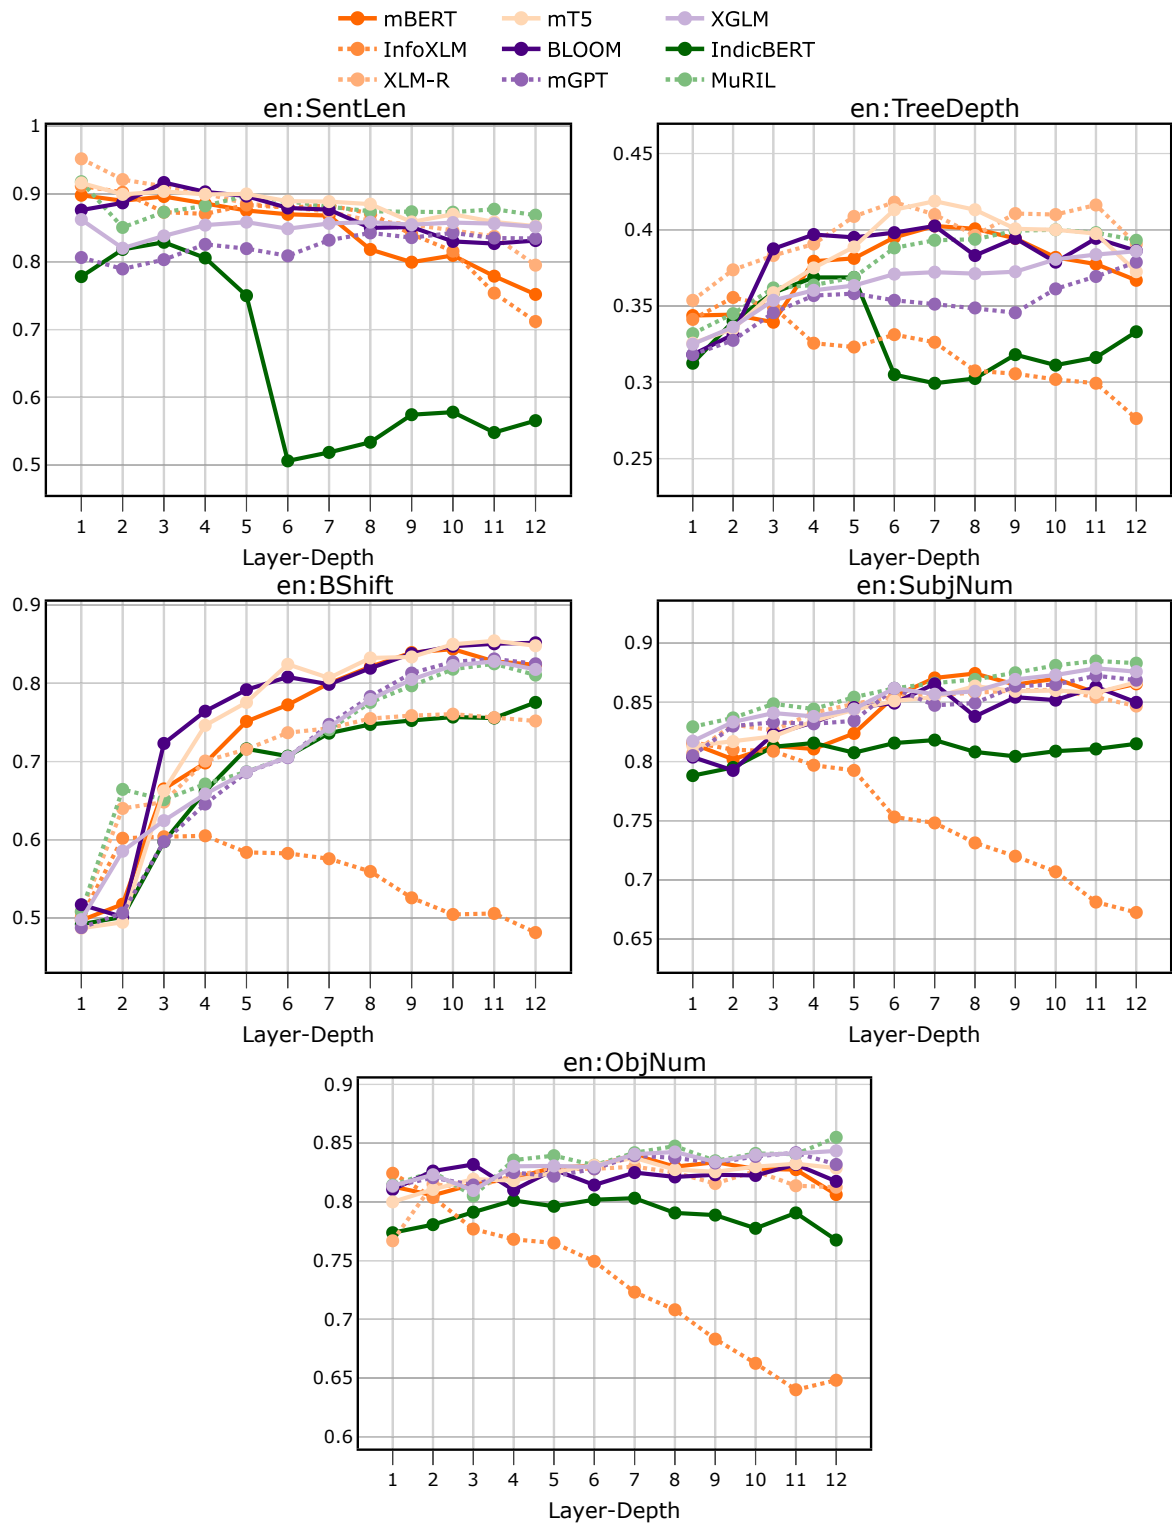 mBERT mT5 XGLM
InfoXLM BLOOM IndicBERT
XLM-R mGPT MuRIL
en:SentLen
1
0.9
0.8
0.7
0.6
0.5
1 2 3 4 5 6 7 8 9 10 11 12
Layer-Depth
en:TreeDepth
0.45
0.4
0.35
0.3
0.25
1 2 3 4 5 6 7 8 9 10 11 12
Layer-Depth
en:BShift
0.9
0.8
0.7
0.6
0.5
1 2 3 4 5 6 7 8 9 10 11 12
Layer-Depth
en:SubjNum
0.9
0.85
0.8
0.75
0.7
0.65
1 2 3 4 5 6 7 8 9 10 11 12
Layer-Depth
en:ObjNum
0.9
0.85
0.8
0.75
0.7
0.65
0.6
1 2 3 4 5 6 7 8 9 10 11 12
Layer-Depth